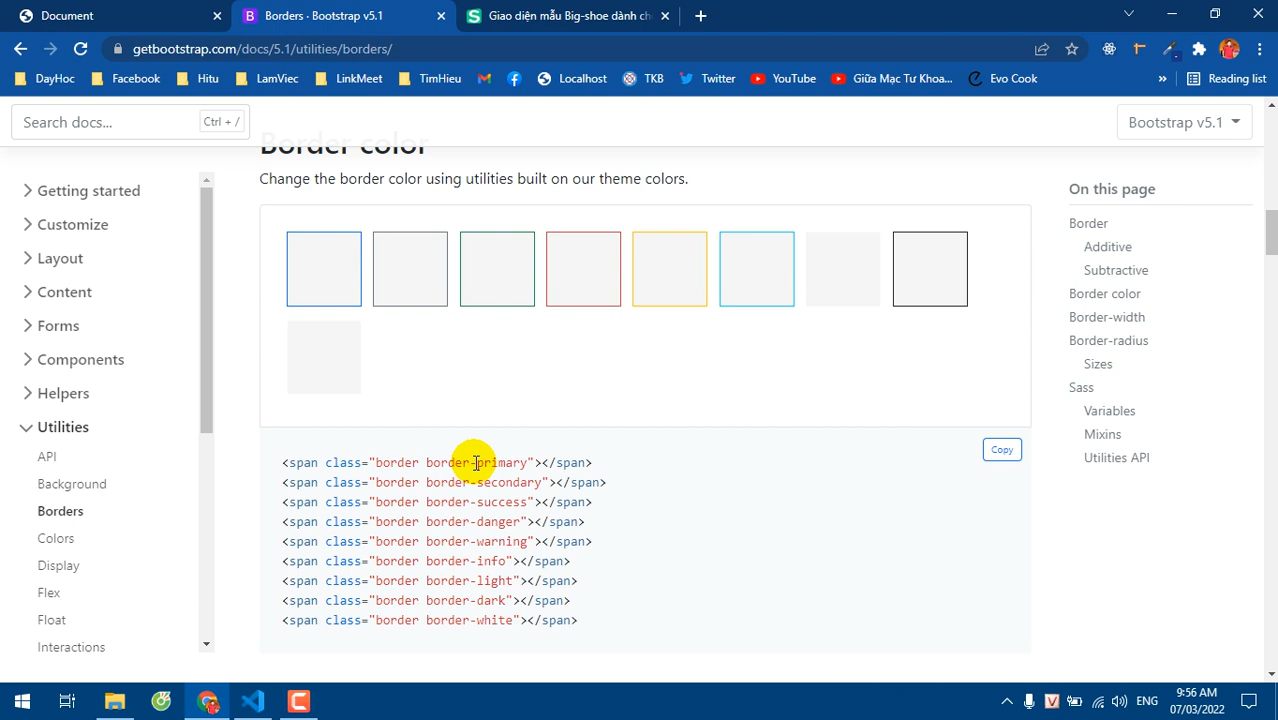 Document
Borders · Bootstrap v5.1
Giao diện mẫu Big-shoe dành ch
getbootstrap.com/docs/5.1/utilities/borders/
DayHoc
Facebook
Hitu
LamViec
LinkMeet
TimHieu
Localhost
TKB
Twitter
YouTube
Giữa Mạc Tư Khoa...
Evo Cook
»
Reading list
Search docs...
Ctrl + /
Bootstrap v5.1
Border color
Change the border color using utilities built on our theme colors.
Getting started
Customize
Layout
Content
Forms
Components
Helpers
Utilities
API
Background
Borders
Colors
Display
Flex
Float
Interactions
Copy
<span class="border border-primary"></span>
<span class="border border-secondary"></span>
<span class="border border-success"></span>
<span class="border border-danger"></span>
<span class="border border-warning"></span>
<span class="border border-info"></span>
<span class="border border-light"></span>
<span class="border border-dark"></span>
<span class="border border-white"></span>
On this page
Border
Additive
Subtractive
Border color
Border-width
Border-radius
Sizes
Sass
Variables
Mixins
Utilities API
ENG
9:56 AM
07/03/2022